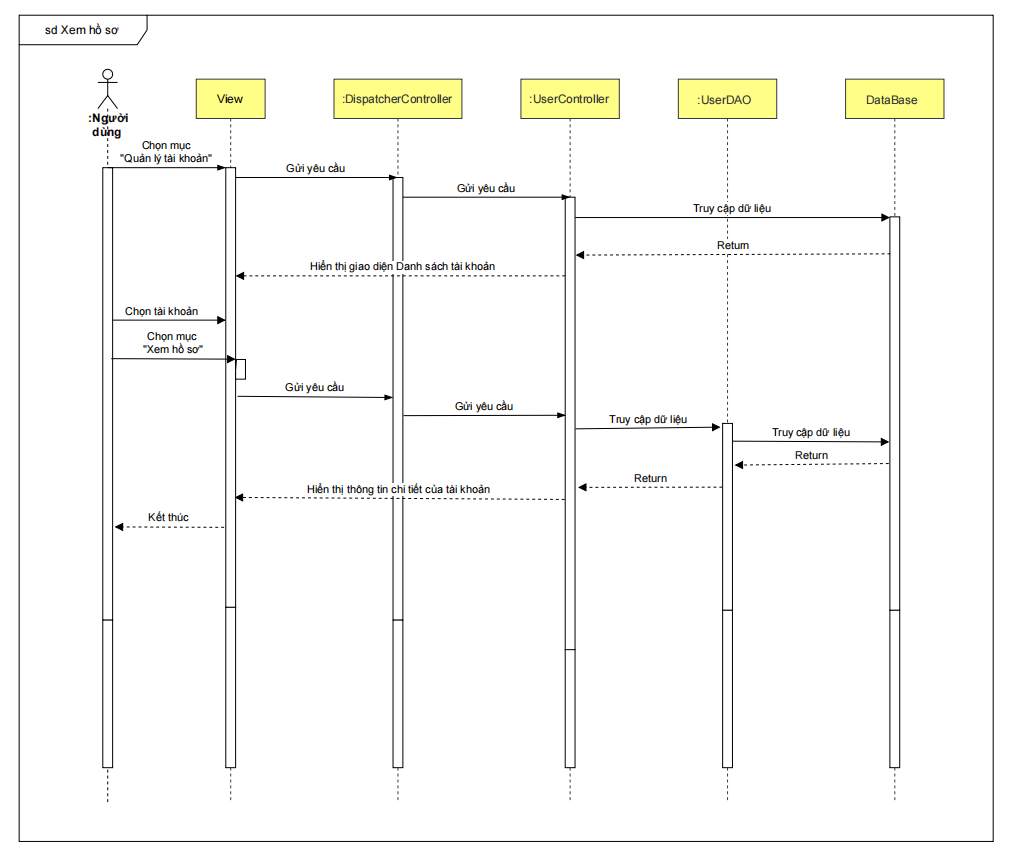 sd Xem hồ sơ
:Người
dùng
View
:DispatcherController
:UserController
:UserDAO
DataBase
Chọn mục
"Quản lý tài khoản"
Gửi yêu cầu
Gửi yêu cầu
Truy cập dữ liệu
Return
Hiển thị giao diện Danh sách tài khoản
Chọn tài khoản
Chọn mục
"Xem hồ sơ"
Gửi yêu cầu
Gửi yêu cầu
Truy cập dữ liệu
Truy cập dữ liệu
Return
Return
Hiển thị thông tin chi tiết của tài khoản
Kết thúc